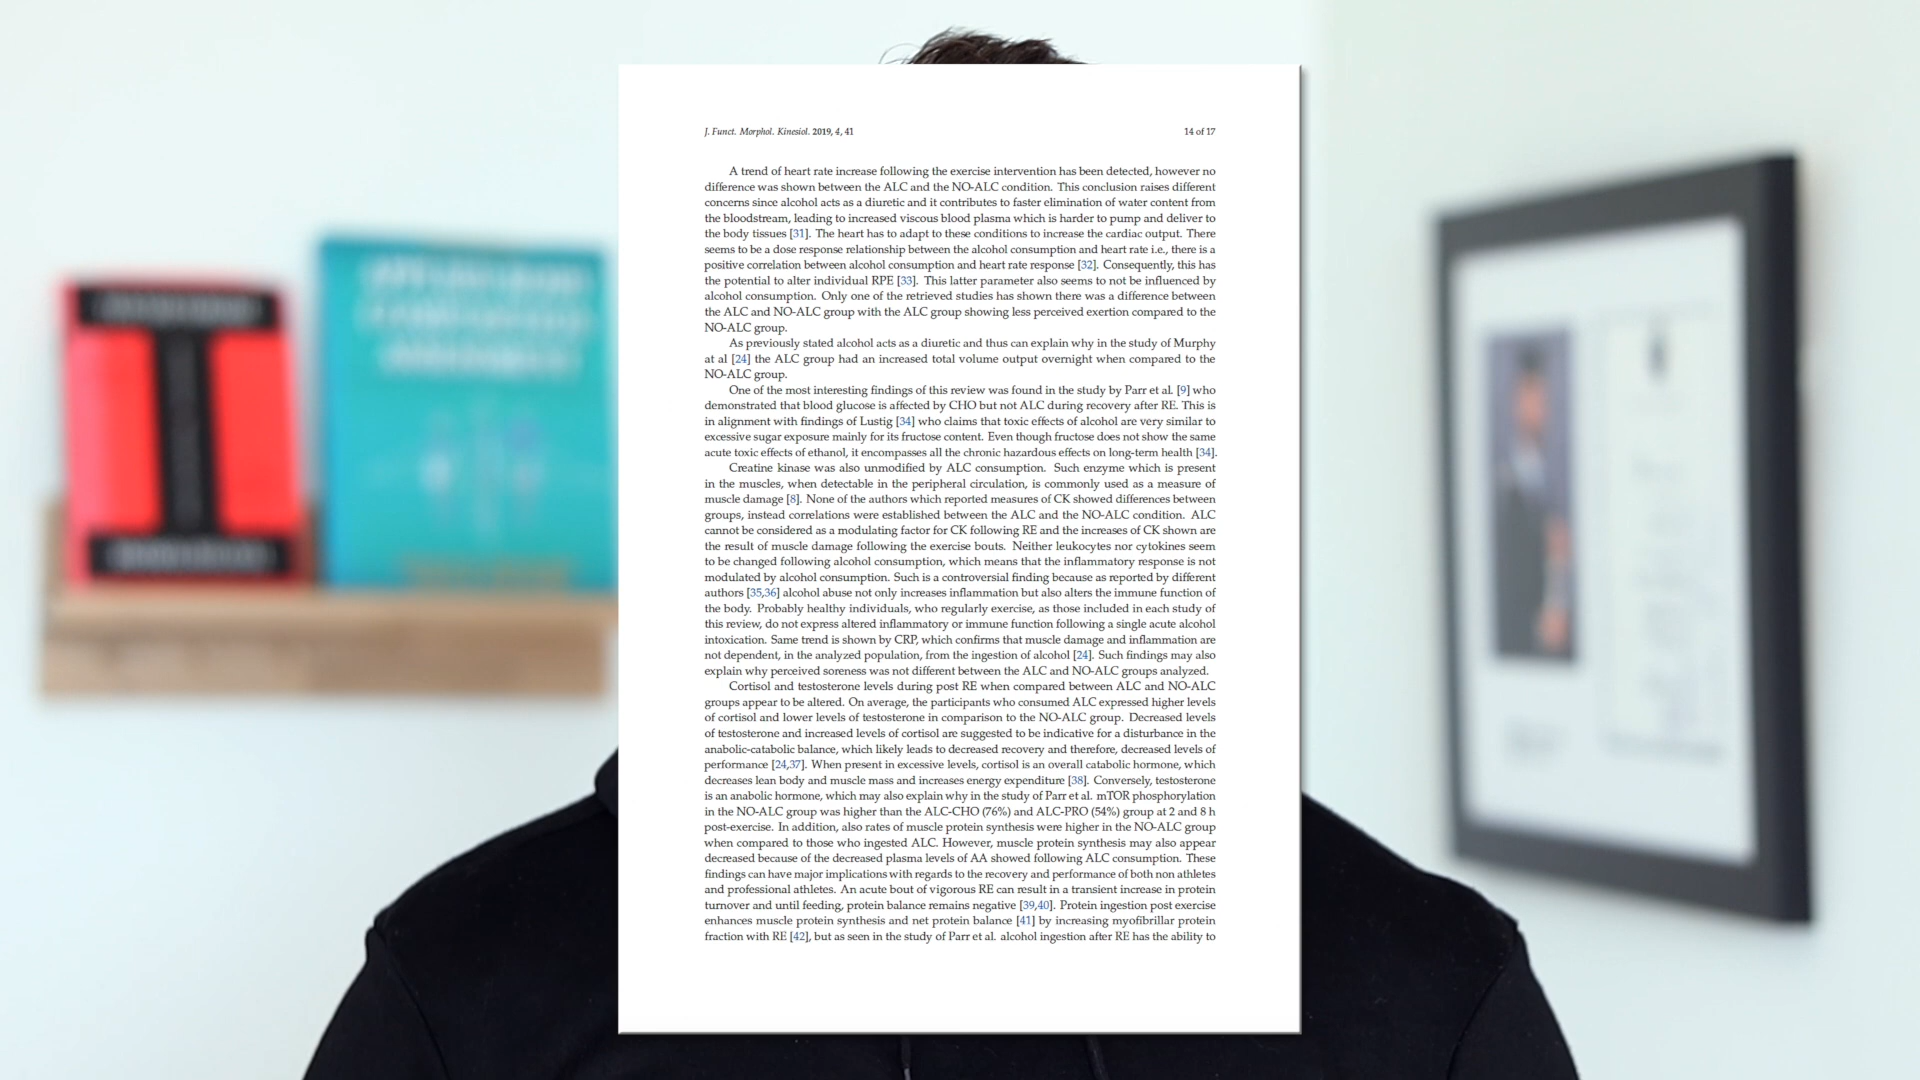 J. Funct. Morphol. Kinesiol. 2019, 4, 41
14 of 17
A trend of heart rate increase following the exercise intervention has been detected, however no
difference was shown between the ALC and the NO-ALC condition. This conclusion raises different
concerns since alcohol acts as a diuretic and it contributes to faster elimination of water content from
the bloodstream, leading to increased viscous blood plasma which is harder to pump and deliver to
the body tissues [31]. The heart has to adapt to these conditions to increase the cardiac output. There
seems to be a dose response relationship between the alcohol consumption and heart rate i.e., there is a
positive correlation between alcohol consumption and heart rate response [32]. Consequently, this has
the potential to alter individual RPE [33]. This latter parameter also seems to not be influenced by
alcohol consumption. Only one of the retrieved studies has shown there was a difference between
the ALC and NO-ALC group with the ALC group showing less perceived exertion compared to the
NO-ALC group.
As previously stated alcohol acts as a diuretic and thus can explain why in the study of Murphy
at al [24] the ALC group had an increased total volume output overnight when compared to the
NO-ALC group.
One of the most interesting findings of this review was found in the study by Parr et al. [9] who
demonstrated that blood glucose is affected by CHO but not ALC during recovery after RE. This is
in alignment with findings of Lustig [34] who claims that toxic effects of alcohol are very similar to
excessive sugar exposure mainly for its fructose content. Even though fructose does not show the same
acute toxic effects of ethanol, it encompasses all the chronic hazardous effects on long-term health [34].
Creatine kinase was also unmodified by ALC consumption. Such enzyme which is present
in the muscles, when detectable in the peripheral circulation, is commonly used as a measure of
muscle damage [8]. None of the authors which reported measures of CK showed differences between
groups, instead correlations were established between the ALC and the NO-ALC condition. ALC
cannot be considered as a modulating factor for CK following RE and the increases of CK shown are
the result of muscle damage following the exercise bouts. Neither leukocytes nor cytokines seem
to be changed following alcohol consumption, which means that the inflammatory response is not
modulated by alcohol consumption. Such is a controversial finding because as reported by different
authors [35,36] alcohol abuse not only increases inflammation but also alters the immune function of
the body. Probably healthy individuals, who regularly exercise, as those included in each study of
this review, do not express altered inflammatory or immune function following a single acute alcohol
intoxication. Same trend is shown by CRP, which confirms that muscle damage and inflammation are
not dependent, in the analyzed population, from the ingestion of alcohol [24]. Such findings may also
explain why perceived soreness was not different between the ALC and NO-ALC groups analyzed.
Cortisol and testosterone levels during post RE when compared between ALC and NO-ALC
groups appear to be altered. On average, the participants who consumed ALC expressed higher levels
of cortisol and lower levels of testosterone in comparison to the NO-ALC group. Decreased levels
of testosterone and increased levels of cortisol are suggested to be indicative for a disturbance in the
anabolic-catabolic balance, which likely leads to decreased recovery and therefore, decreased levels of
performance [24,37]. When present in excessive levels, cortisol is an overall catabolic hormone, which
decreases lean body and muscle mass and increases energy expenditure [38]. Conversely, testosterone
is an anabolic hormone, which may also explain why in the study of Parr et al. mTOR phosphorylation
in the NO-ALC group was higher than the ALC-CHO (76%) and ALC-PRO (54%) group at 2 and 8 h
post-exercise. In addition, also rates of muscle protein synthesis were higher in the NO-ALC group
when compared to those who ingested ALC. However, muscle protein synthesis may also appear
decreased because of the decreased plasma levels of AA showed following ALC consumption. These
findings can have major implications with regards to the recovery and performance of both non athletes
and professional athletes. An acute bout of vigorous RE can result in a transient increase in protein
turnover and until feeding, protein balance remains negative [39,40]. Protein ingestion post exercise
enhances muscle protein synthesis and net protein balance [41] by increasing myofibrillar protein
fraction with RE [42], but as seen in the study of Parr et al. alcohol ingestion after RE has the ability to